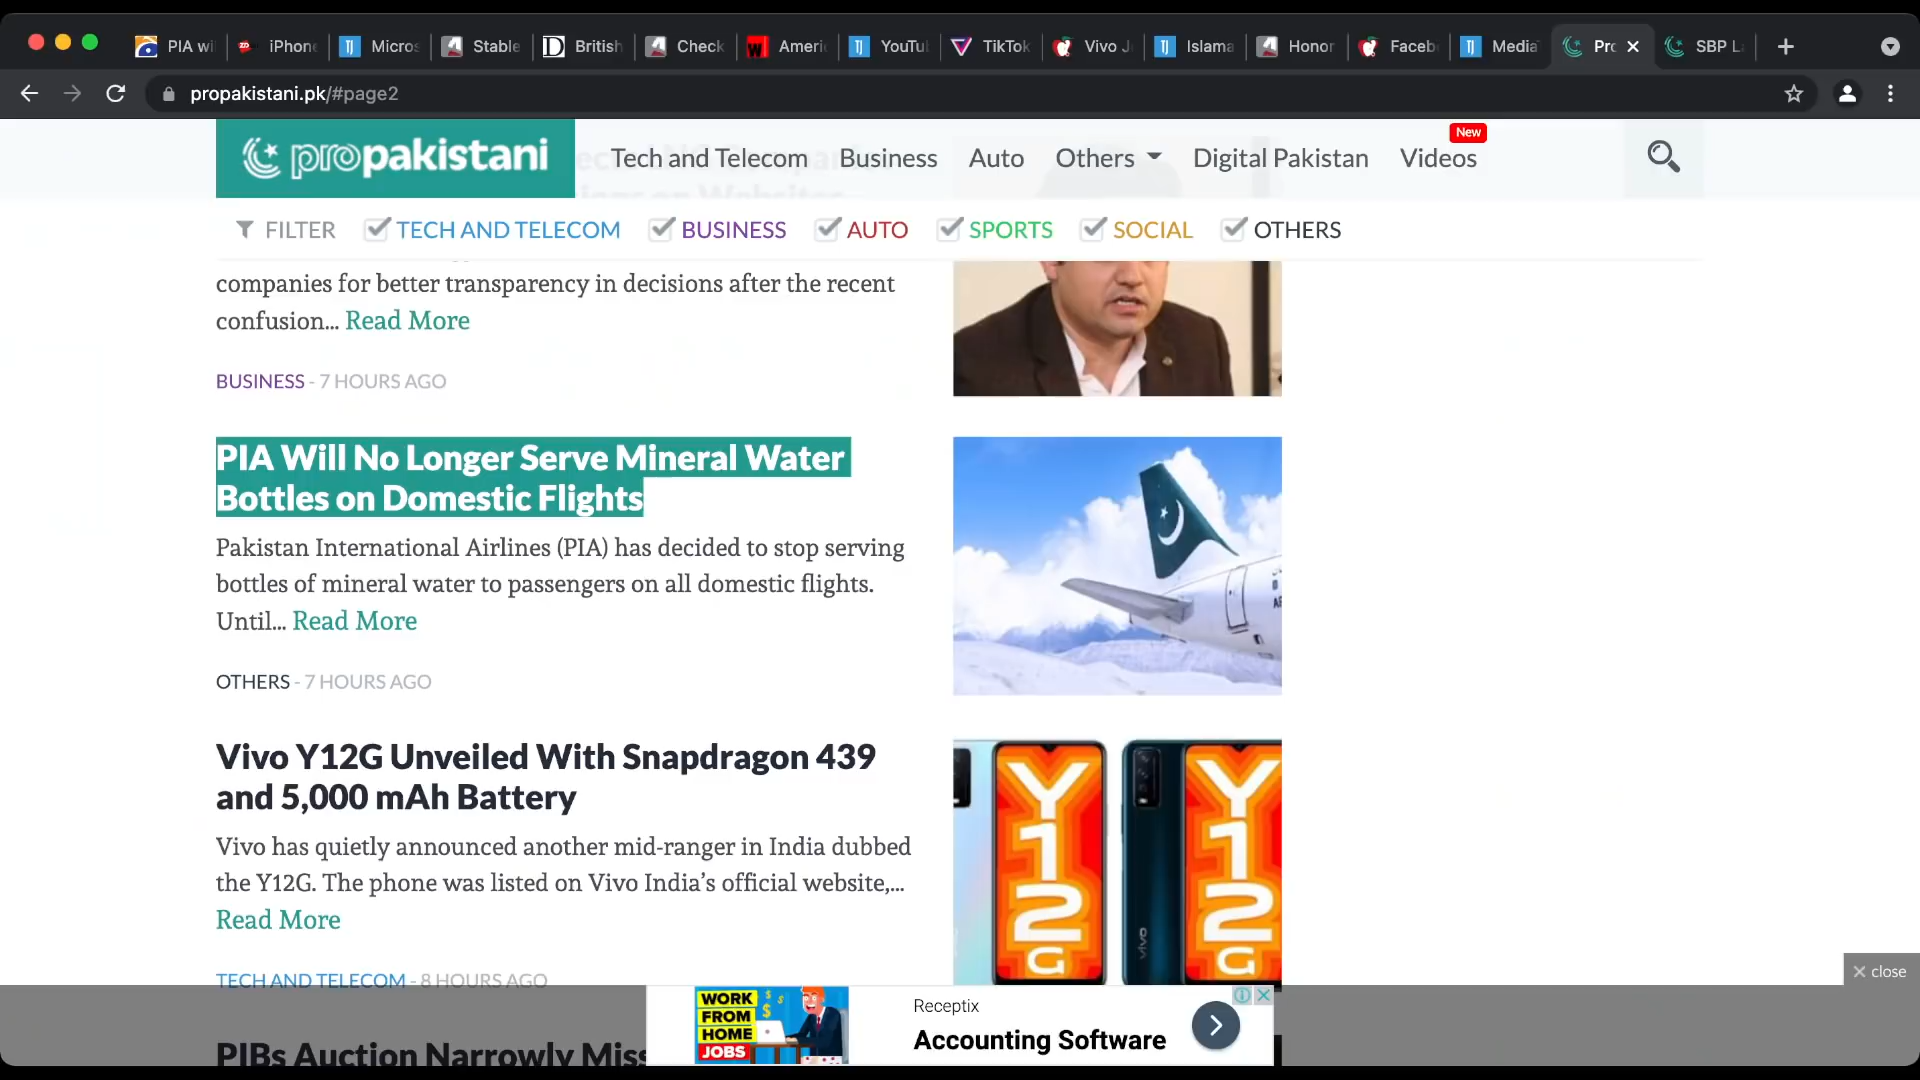 PIA wi
iPhone
Micros
Stable
British
Check
Ameri
YouTu
TikTok
Vivo J
Islama
Honor
Faceb
Media
Pro
SBP L
propakistani.pk/#page2
New
propakistani
Tech and Telecom
Business
Auto
Others
Digital Pakistan
Videos
FILTER
TECH AND TELECOM
BUSINESS
AUTO
SPORTS
SOCIAL
OTHERS
companies for better transparency in decisions after the recent
confusion... Read More
BUSINESS - 7 HOURS AGO
PIA Will No Longer Serve Mineral Water
Bottles on Domestic Flights
Pakistan International Airlines (PIA) has decided to stop serving
bottles of mineral water to passengers on all domestic flights.
Until... Read More
OTHERS - 7 HOURS AGO
Vivo Y12G Unveiled With Snapdragon 439
and 5,000 mAh Battery
Vivo has quietly announced another mid-ranger in India dubbed
the Y12G. The phone was listed on Vivo India's official website,...
Read More
Y12G
vivo
Y12G
TECH AND TELECOM - 8 HOURS AGO
close
WORK
FROM
HOME
JOBS
Receptix
Accounting Software
PIBs Auction Narrowly Miss